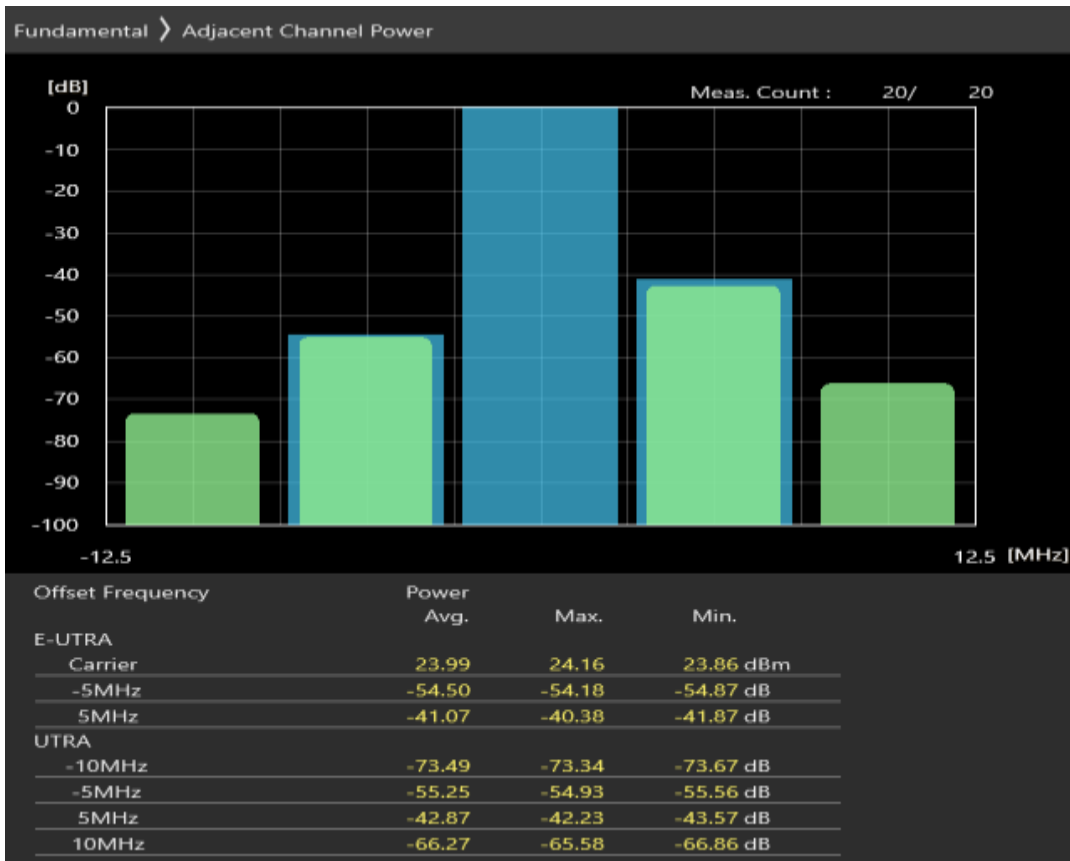 Fundamental 〉 Adjacent Channel Power
[dB]
Meas. Count : 20/ 20
0
-10
-20
-30
-40
-50
-60
-70
-80
-90
-100
-12.5 12.5 [MHz]
Offset Frequency Power
Avg. Max. Min.
E-UTRA
Carrier 23.99 24.16 23.86 dBm
-5MHz -54.50 -54.18 -54.87 dB
5MHz -41.07 -40.38 -41.87 dB
UTRA
-10MHz -73.49 -73.34 -73.67 dB
-5MHz -55.25 -54.93 -55.56 dB
5MHz -42.87 -42.23 -43.57 dB
10MHz -66.27 -65.58 -66.86 dB